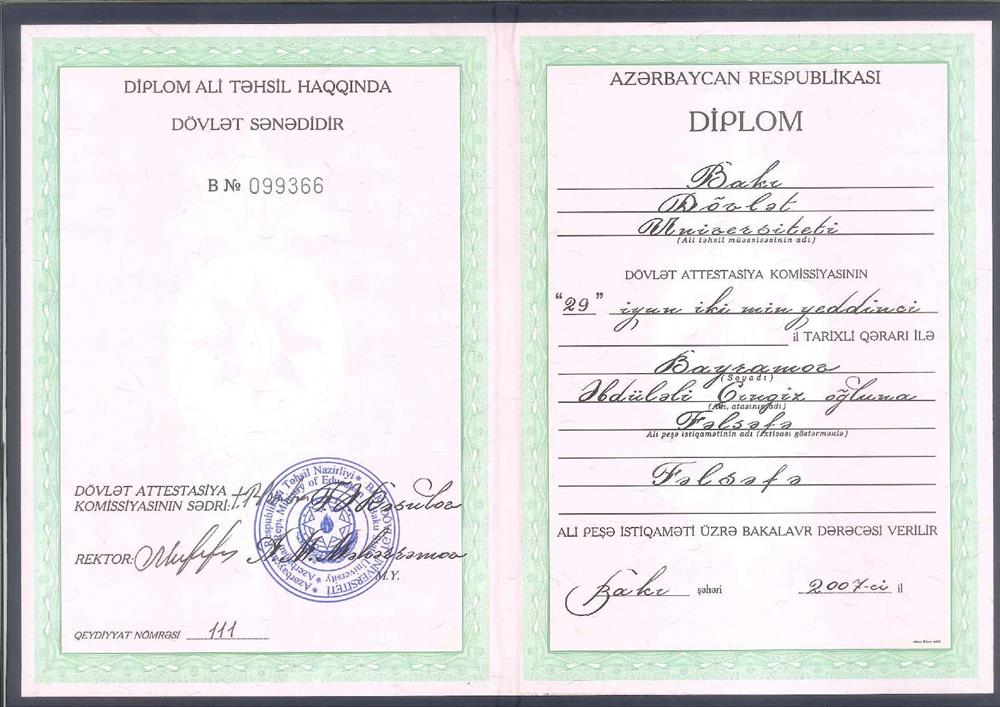 DİPLOM ALİ TƏHSİL HAQQINDA
DÖVLƏT SƏNƏDİDİR
B № 099366
DÖVLƏT ATTESTASİYA
KOMİSSİYASININ SƏDRİ:
REKTOR: A.M.Məhərrəmov
M.Y.
QEYDİYYAT NÖMRƏSİ 111
AZƏRBAYCAN RESPUBLİKASI
DİPLOM
Bakı
Dövlət
Universiteti
(Ali təhsil müəssisəsinin adı)
DÖVLƏT ATTESTASİYA KOMİSSİYASININ
"29" iyun iki min yeddinci
il TARİXLİ QƏRARI İLƏ
Bayramov
(Soyadı)
Əbdüləli Çingiz oğluna
(Adı, atasının adı)
Fəlsəfə
Ali peşə istiqamətinin adı (İxtisası göstərməklə)
Fəlsəfə
ALİ PEŞƏ İSTİQAMƏTİ ÜZRƏ BAKALAVR DƏRƏCƏSİ VERİLİR
Bakı şəhəri 2007-ci il